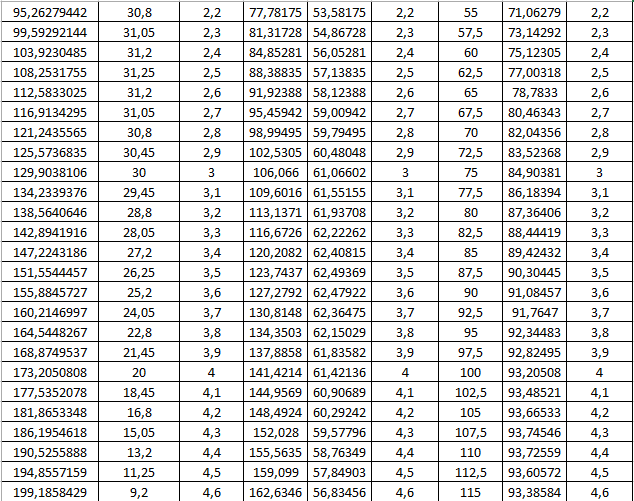 95,26279442 30,8 2,2 77,78175 53,58175 2,2 55 71,06279 2,2
99,59292144 31,05 2,3 81,31728 54,86728 2,3 57,5 73,14292 2,3
103,9230485 31,2 2,4 84,85281 56,05281 2,4 60 75,12305 2,4
108,2531755 31,25 2,5 88,38835 57,13835 2,5 62,5 77,00318 2,5
112,5833025 31,2 2,6 91,92388 58,12388 2,6 65 78,7833 2,6
116,9134295 31,05 2,7 95,45942 59,00942 2,7 67,5 80,46343 2,7
121,2435565 30,8 2,8 98,99495 59,79495 2,8 70 82,04356 2,8
125,5736835 30,45 2,9 102,5305 60,48048 2,9 72,5 83,52368 2,9
129,9038106 30 3 106,066 61,06602 3 75 84,90381 3
134,2339376 29,45 3,1 109,6016 61,55155 3,1 77,5 86,18394 3,1
138,5640646 28,8 3,2 113,1371 61,93708 3,2 80 87,36406 3,2
142,8941916 28,05 3,3 116,6726 62,22262 3,3 82,5 88,44419 3,3
147,2243186 27,2 3,4 120,2082 62,40815 3,4 85 89,42432 3,4
151,5544457 26,25 3,5 123,7437 62,49369 3,5 87,5 90,30445 3,5
155,8845727 25,2 3,6 127,2792 62,47922 3,6 90 91,08457 3,6
160,2146997 24,05 3,7 130,8148 62,36475 3,7 92,5 91,7647 3,7
164,5448267 22,8 3,8 134,3503 62,15029 3,8 95 92,34483 3,8
168,8749537 21,45 3,9 137,8858 61,83582 3,9 97,5 92,82495 3,9
173,2050808 20 4 141,4214 61,42136 4 100 93,20508 4
177,5352078 18,45 4,1 144,9569 60,90689 4,1 102,5 93,48521 4,1
181,8653348 16,8 4,2 148,4924 60,29242 4,2 105 93,66533 4,2
186,1954618 15,05 4,3 152,028 59,57796 4,3 107,5 93,74546 4,3
190,5255888 13,2 4,4 155,5635 58,76349 4,4 110 93,72559 4,4
194,8557159 11,25 4,5 159,099 57,84903 4,5 112,5 93,60572 4,5
199,1858429 9,2 4,6 162,6346 56,83456 4,6 115 93,38584 4,6